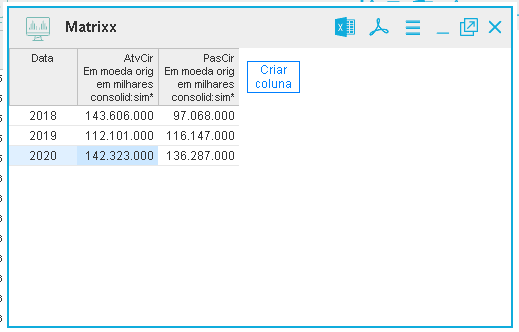 Matrixx
Data AtvCir PasCir
Em moeda orig Em moeda orig
em milhares em milhares
consolid:sim* consolid:sim*
Criar
coluna
2018 143.606.000 97.068.000
2019 112.101.000 116.147.000
2020 142.323.000 136.287.000